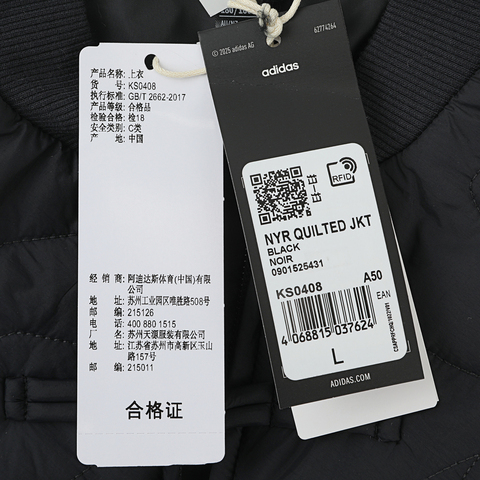 产品名称: 上衣
货 号: KS0408
执行标准: GB/T 2662-2017
产品等级: 合格品
检验合格: 检18
安全类别: C类
产 地: 中国
经 销 商: 阿迪达斯体育(中国)有限
公司
地 址: 苏州工业园区唯胜路508号
邮 编: 215126
电 话: 400 880 1515
厂 名: 苏州天源服装有限公司
地 址: 江苏省苏州市高新区玉山
路157号
邮 编: 215011
合格证
© 2025 adidas AG
62774264
adidas
RFID
NYR QUILTED JKT
BLACK
NOIR
0901525431
KS0408
A50
EAN
4 068815 037624
L
ADIDAS.COM